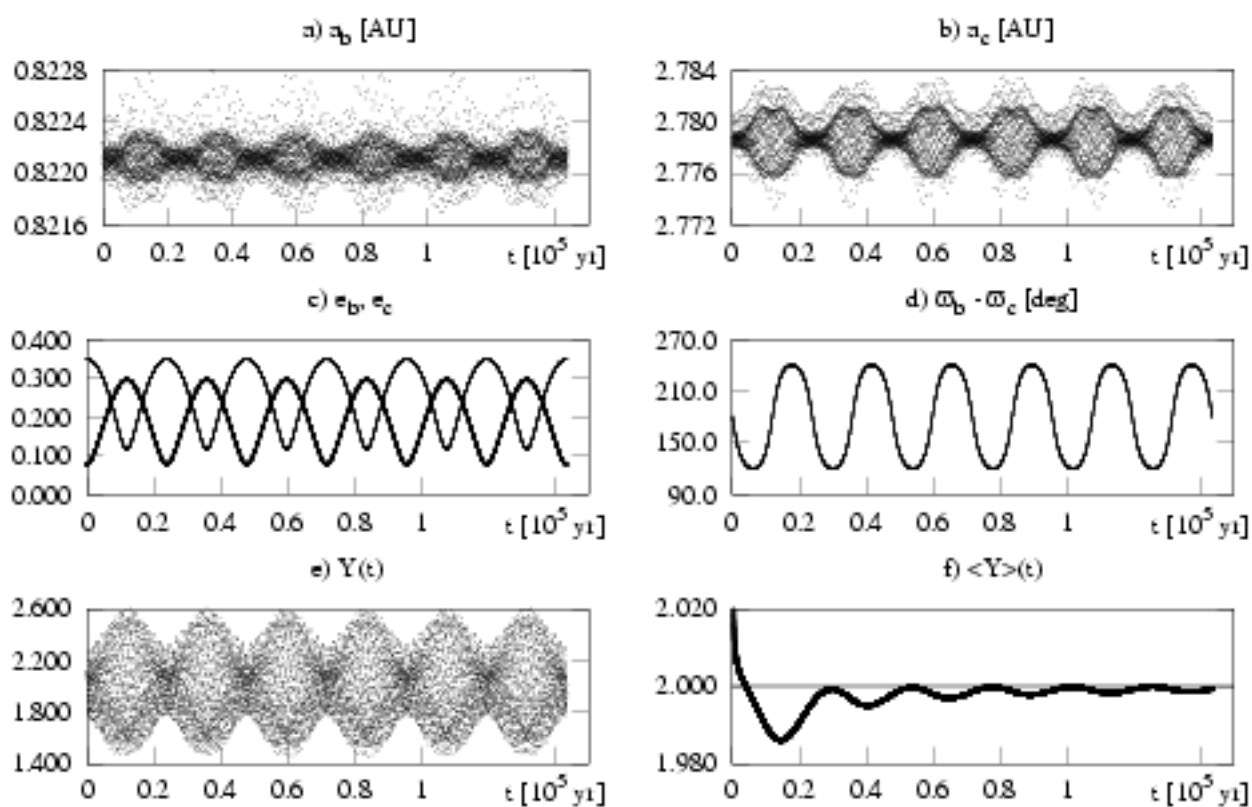 a) a_b [AU]
b) a_c [AU]
0.8228
0.8224
0.8220
0.8216
0 0.2 0.4 0.6 0.8 1 t [10^5 yr]
2.784
2.780
2.776
2.772
0 0.2 0.4 0.6 0.8 1 t [10^5 yr]
c) e_b, e_c
d) ϖ_b - ϖ_c [deg]
0.400
0.300
0.200
0.100
0.000
0 0.2 0.4 0.6 0.8 1 t [10^5 yr]
270.0
210.0
150.0
90.0
0 0.2 0.4 0.6 0.8 1 t [10^5 yr]
e) Y(t)
f) <Y>(t)
2.600
2.200
1.800
1.400
0 0.2 0.4 0.6 0.8 1 t [10^5 yr]
2.020
2.000
1.980
0 0.2 0.4 0.6 0.8 1 t [10^5 yr]